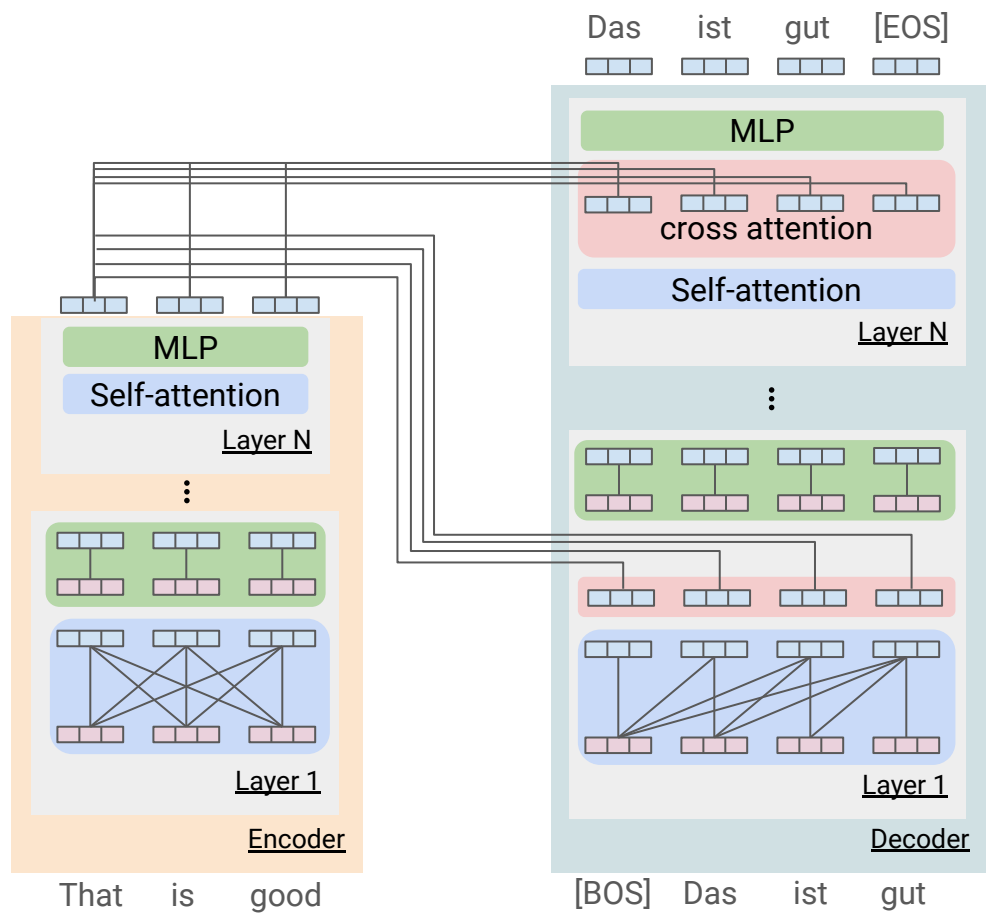 Das ist gut [EOS]
MLP
cross attention
Self-attention
Layer N
MLP
Self-attention
Layer N
Layer 1
Encoder
That is good
Layer 1
Decoder
[BOS] Das ist gut